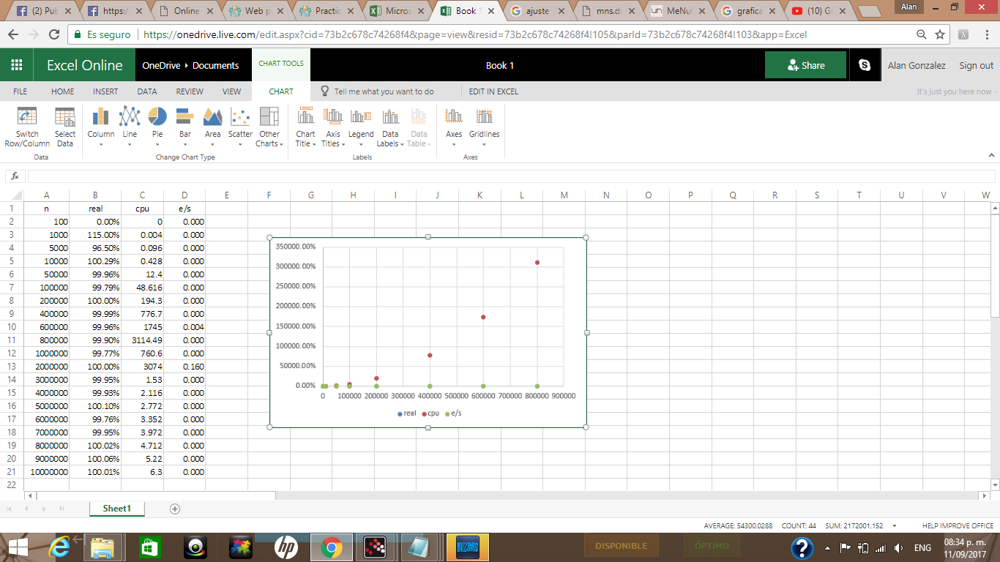 (2) Pub
https:/
Online
Web p
Practic
Micros
Book 1
ajuste
mns.d
MeNu
grafica
(10) G
Alan
Es seguro https://onedrive.live.com/edit.aspx?cid=73b2c678c74268f4&page=view&resid=73b2c678c74268f4!105&parId=73b2c678c74268f4!103&app=Excel
Excel Online OneDrive Documents CHART TOOLS Book 1 Share Alan Gonzalez Sign out
FILE HOME INSERT DATA REVIEW VIEW CHART Tell me what you want to do EDIT IN EXCEL It's just you here now
Switch Row/Column
Select Data
Column
Line
Pie
Bar
Area
Scatter
Other Charts
Chart Title
Axis Titles
Legend
Data Labels
Data Table
Axes
Gridlines
Data Change Chart Type Labels Axes
fx
A B C D E F G H I J K L M N O P Q R S T U V W
1 n real cpu e/s
2 100 0.00% 0 0.000
3 1000 115.00% 0.004 0.000
4 5000 96.50% 0.096 0.000
5 10000 100.29% 0.428 0.000
6 50000 99.96% 12.4 0.000
7 100000 99.79% 48.616 0.000
8 200000 100.00% 194.3 0.000
9 400000 99.99% 776.7 0.000
10 600000 99.96% 1745 0.004
11 800000 99.90% 3114.49 0.000
12 1000000 99.77% 760.6 0.000
13 2000000 100.00% 3074 0.160
14 3000000 99.95% 1.53 0.000
15 4000000 99.93% 2.116 0.000
16 5000000 100.10% 2.772 0.000
17 6000000 99.76% 3.352 0.000
18 7000000 99.95% 3.972 0.000
19 8000000 100.02% 4.712 0.000
20 9000000 100.06% 5.22 0.000
21 10000000 100.01% 6.3 0.000
22
350000.00%
300000.00%
250000.00%
200000.00%
150000.00%
100000.00%
50000.00%
0.00%
0 100000 200000 300000 400000 500000 600000 700000 800000 900000
real cpu e/s
Sheet1
AVERAGE: 54300.0288 COUNT: 44 SUM: 2172001.152 HELP IMPROVE OFFICE
hp
BLIZZARD
DISPONIBLE
ÓPTIMO
ENG
08:34 p. m.
11/09/2017